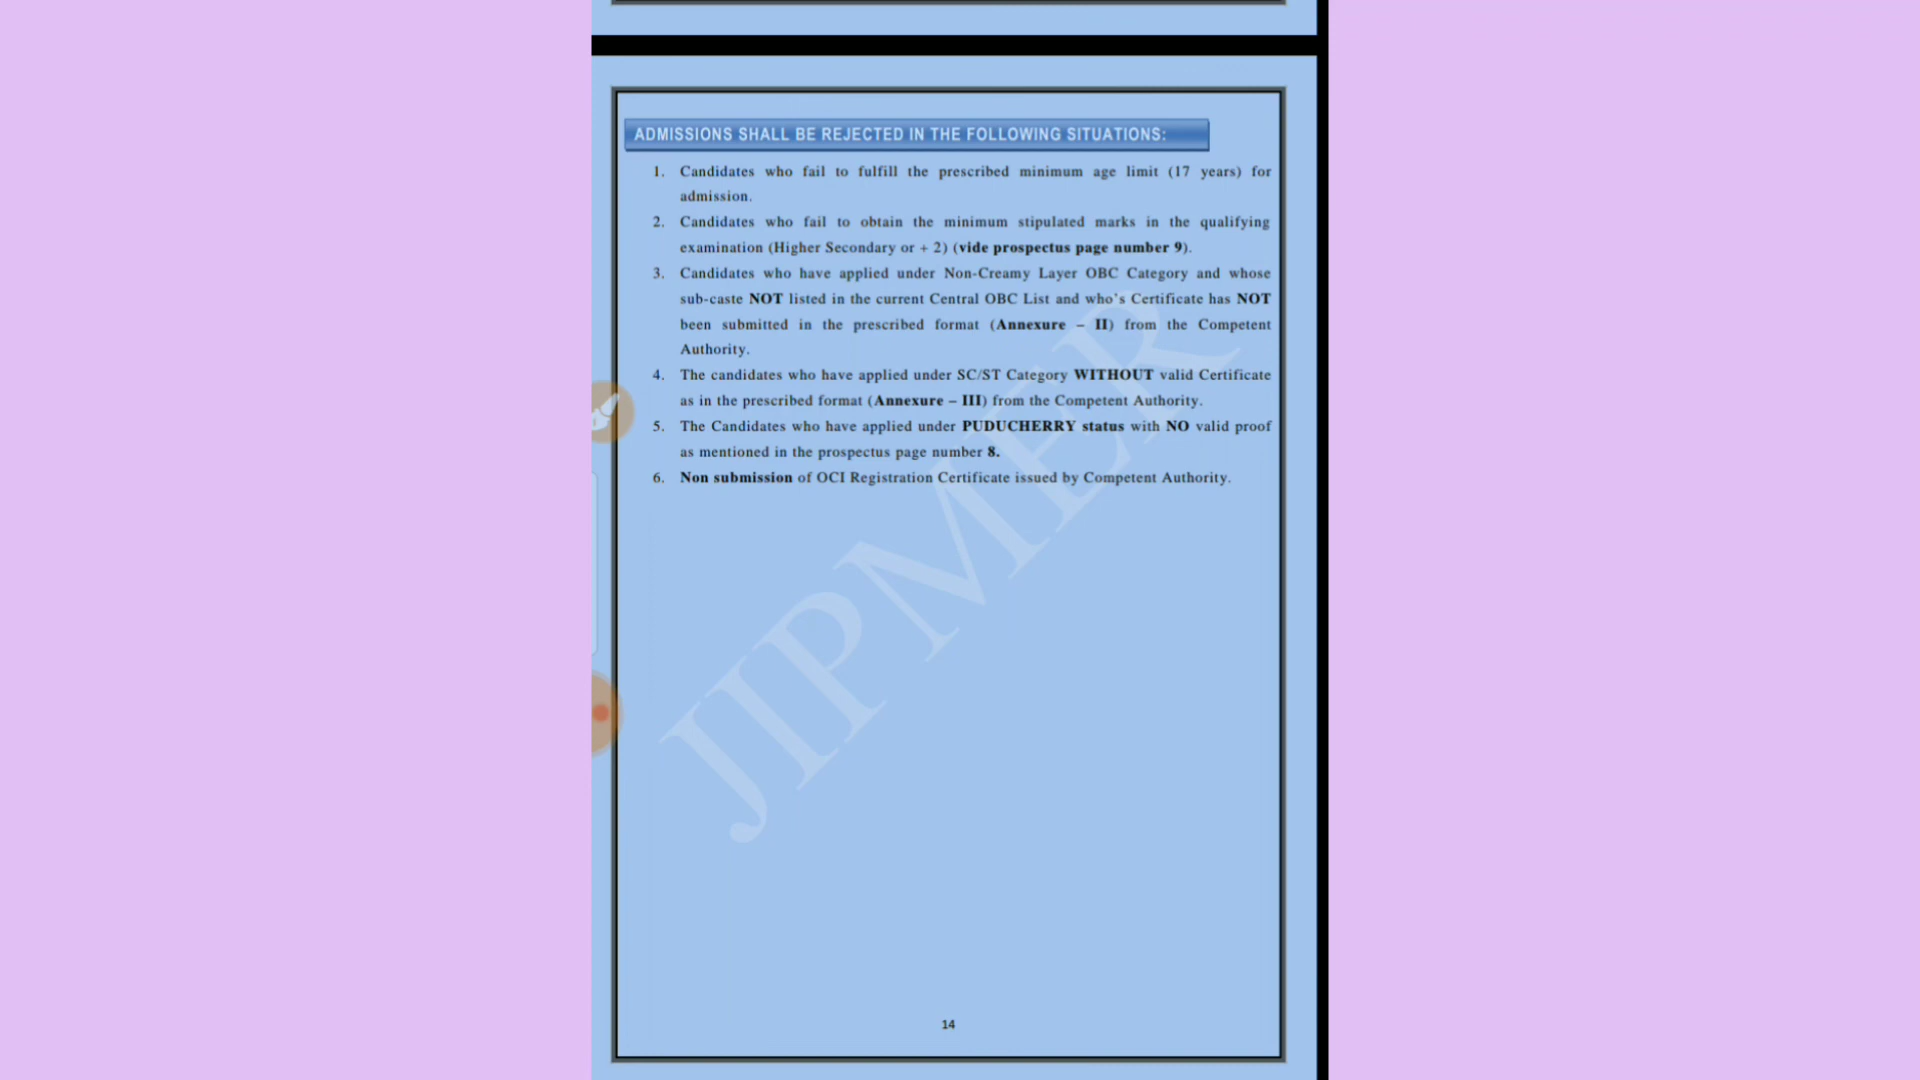 ADMISSIONS SHALL BE REJECTED IN THE FOLLOWING SITUATIONS:
1. Candidates who fail to fulfill the prescribed minimum age limit (17 years) for
admission.
2. Candidates who fail to obtain the minimum stipulated marks in the qualifying
examination (Higher Secondary or + 2) (vide prospectus page number 9).
3. Candidates who have applied under Non-Creamy Layer OBC Category and whose
sub-caste NOT listed in the current Central OBC List and who's Certificate has NOT
been submitted in the prescribed format (Annexure – II) from the Competent
Authority.
4. The candidates who have applied under SC/ST Category WITHOUT valid Certificate
as in the prescribed format (Annexure – III) from the Competent Authority.
5. The Candidates who have applied under PUDUCHERRY status with NO valid proof
as mentioned in the prospectus page number 8.
6. Non submission of OCI Registration Certificate issued by Competent Authority.
JIPMER
14